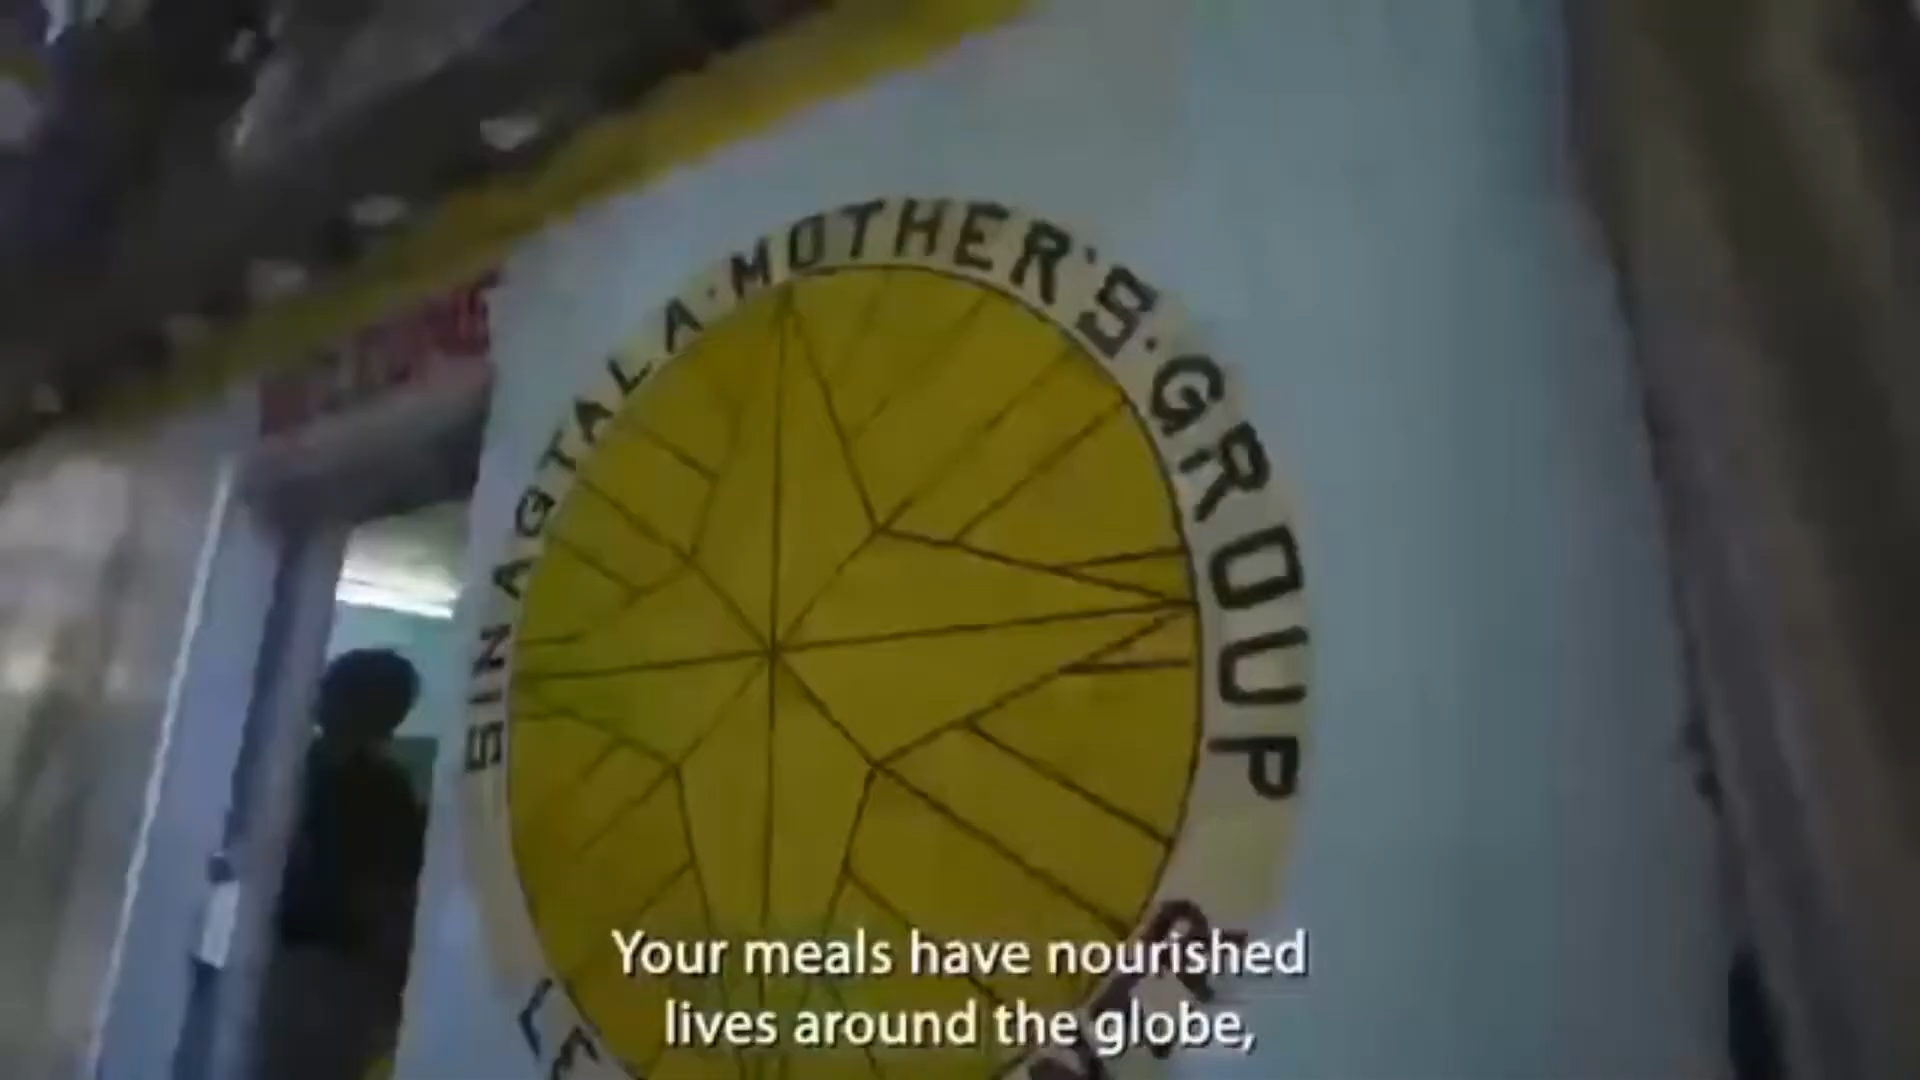 SINAGTALA·MOTHER'S·GROUP
Your meals have nourished
lives around the globe,